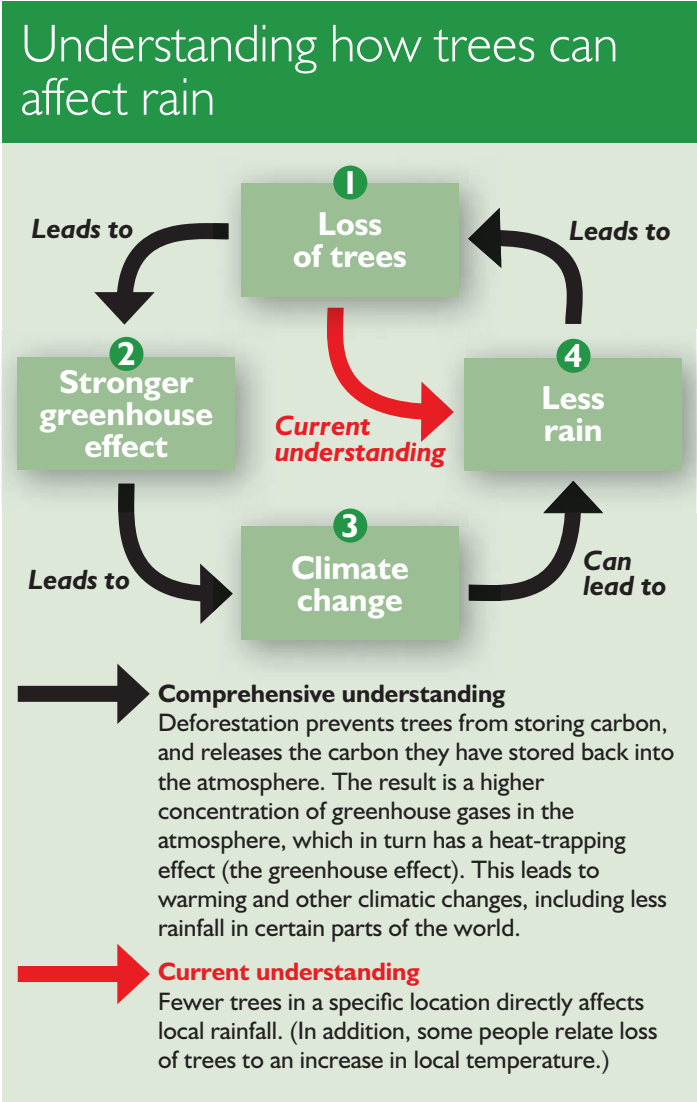 Understanding how trees can
affect rain
1
Loss
of trees
Leads to
2
Stronger
greenhouse
effect
Leads to
3
Climate
change
Can
lead to
4
Less
rain
Leads to
Current
understanding
Comprehensive understanding
Deforestation prevents trees from storing carbon,
and releases the carbon they have stored back into
the atmosphere. The result is a higher
concentration of greenhouse gases in the
atmosphere, which in turn has a heat-trapping
effect (the greenhouse effect). This leads to
warming and other climatic changes, including less
rainfall in certain parts of the world.
Current understanding
Fewer trees in a specific location directly affects
local rainfall. (In addition, some people relate loss
of trees to an increase in local temperature.)